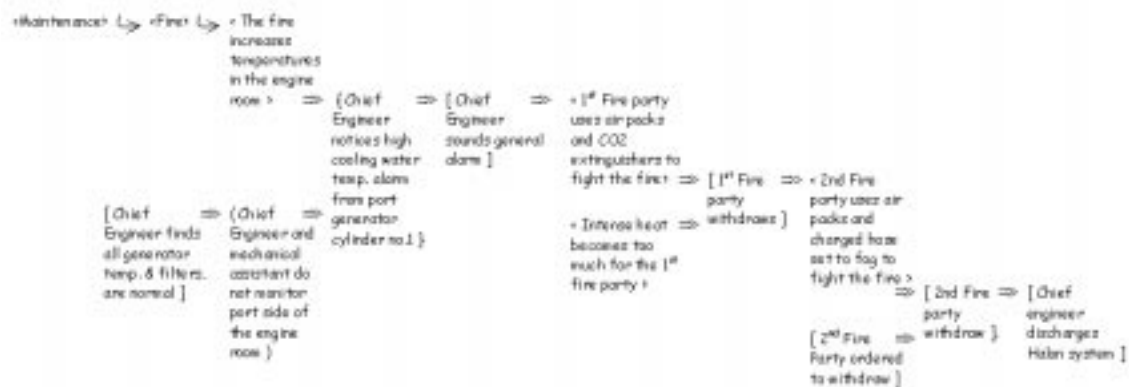 <Maintenance> ↳ <Fire> ↳ < The fire
increases
temperatures
in the engine
room > ⇒
{Chief ⇒
Engineer
notices high
cooling water
temp. alarm
from port
generator
cylinder no.1 }
[ Chief ⇒
Engineer
sounds general
alarm ]
< 1st Fire party
uses air packs
and CO2
extinguishers to
fight the fire> ⇒
[Chief ⇒
Engineer finds
all generator
temp. & filters.
are normal ]
(Chief ⇒
Engineer and
mechanical
assistant do
not monitor
port side of
the engine
room )
< Intense heat ⇒
becomes too
much for the 1st
fire party >
[ 1st Fire ⇒
party
withdraws ]
< 2nd Fire
party uses air
packs and
charged hose
set to fog to
fight the fire >
⇒
[ 2nd Fire ⇒
Party ordered
to withdraw ]
[ 2nd Fire ⇒
party
withdraw ]
[ Chief
engineer
discharges
Halon system ]